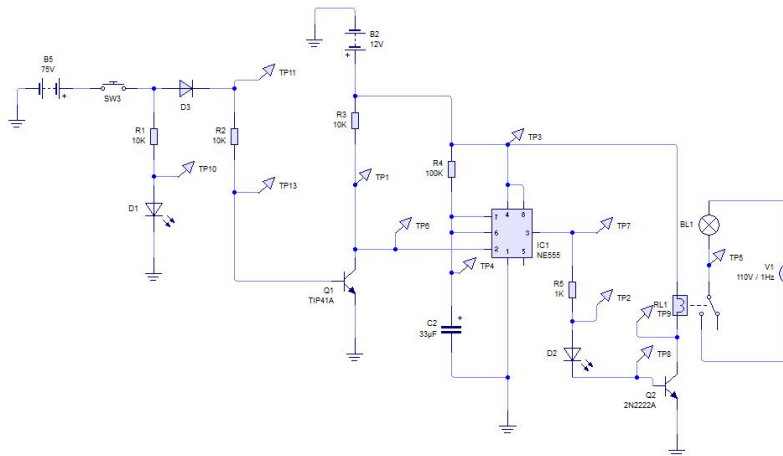 B5
75V
SW3
D3
TP11
R1
10K
R2
10K
TP10
TP13
D1
B2
12V
R3
10K
TP1
TP6
Q1
TIP41A
R4
100K
TP3
TP4
C2
33µF
7
6
2
4
8
1
5
3
IC1
NE555
TP7
R5
1K
TP2
D2
TP8
Q2
2N2222A
RL1
TP9
BL1
TP5
V1
110V / 1Hz